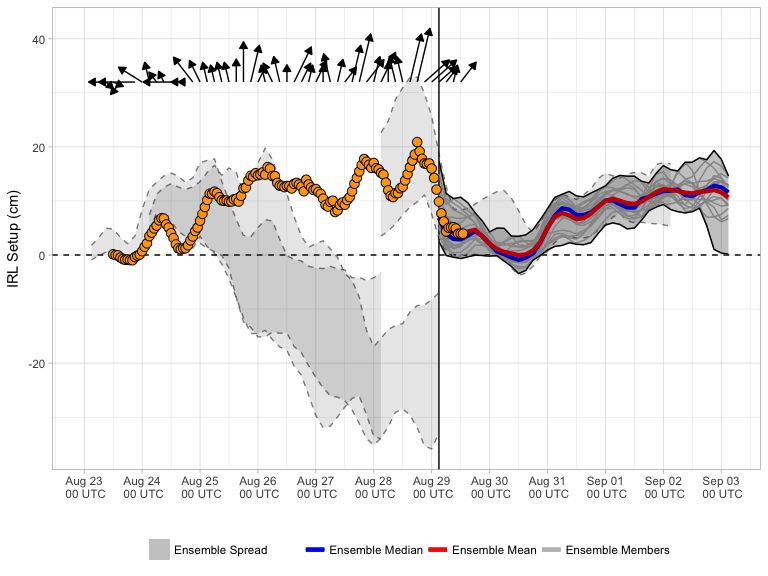 40
20
0
-20
IRL Setup (cm)
Aug 23 Aug 24 Aug 25 Aug 26 Aug 27 Aug 28 Aug 29 Aug 30 Aug 31 Sep 01 Sep 02 Sep 03
00 UTC 00 UTC 00 UTC 00 UTC 00 UTC 00 UTC 00 UTC 00 UTC 00 UTC 00 UTC 00 UTC 00 UTC
Ensemble Spread Ensemble Median Ensemble Mean Ensemble Members